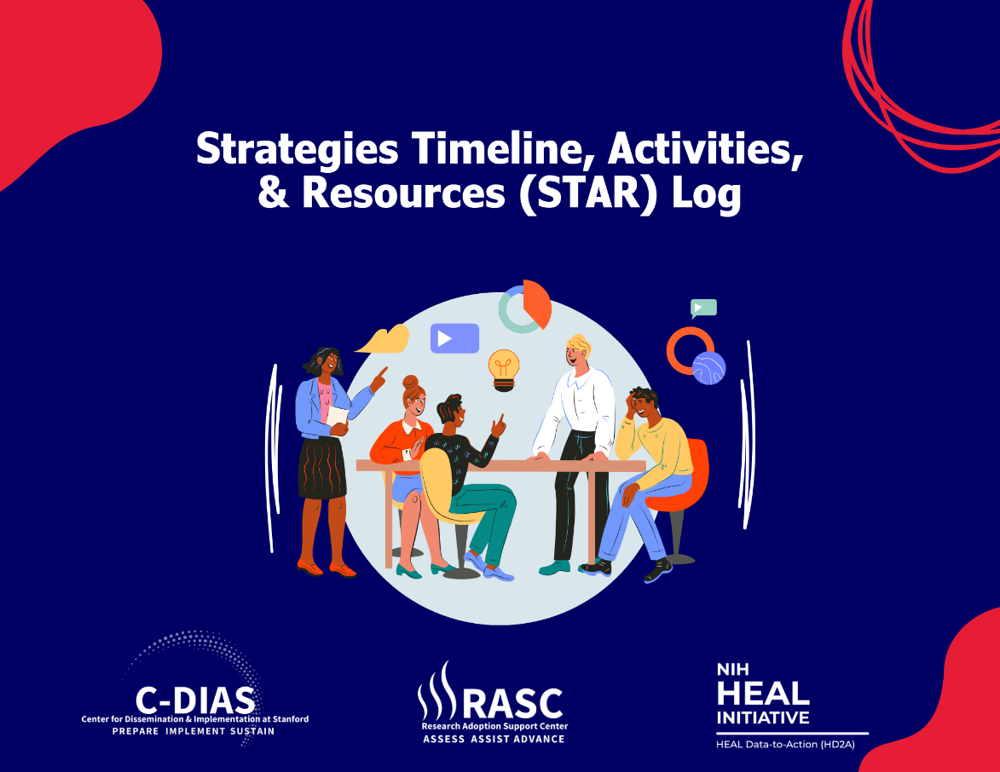 Strategies Timeline, Activities,
& Resources (STAR) Log
C-DIAS
Center for Dissemination & Implementation at Stanford
PREPARE IMPLEMENT SUSTAIN
RASC
Research Adoption Support Center
ASSESS ASSIST ADVANCE
NIH
HEAL
INITIATIVE
HEAL Data-to-Action (HD2A)